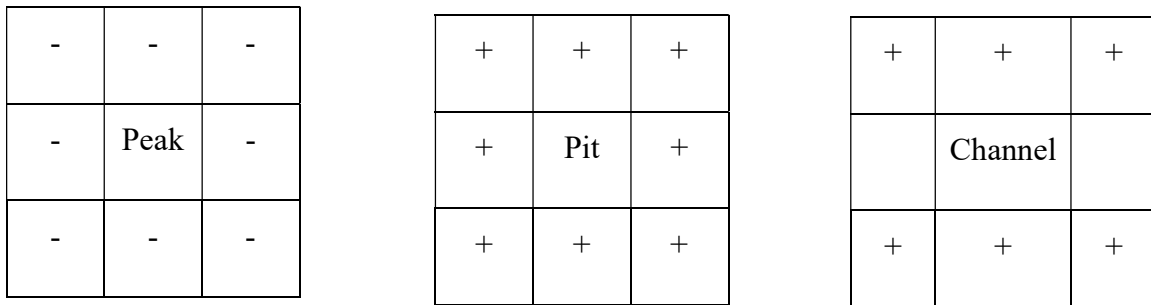 - - -
- Peak -
- - -
+ + +
+ Pit +
+ + +
+ + +
Channel
+ + +